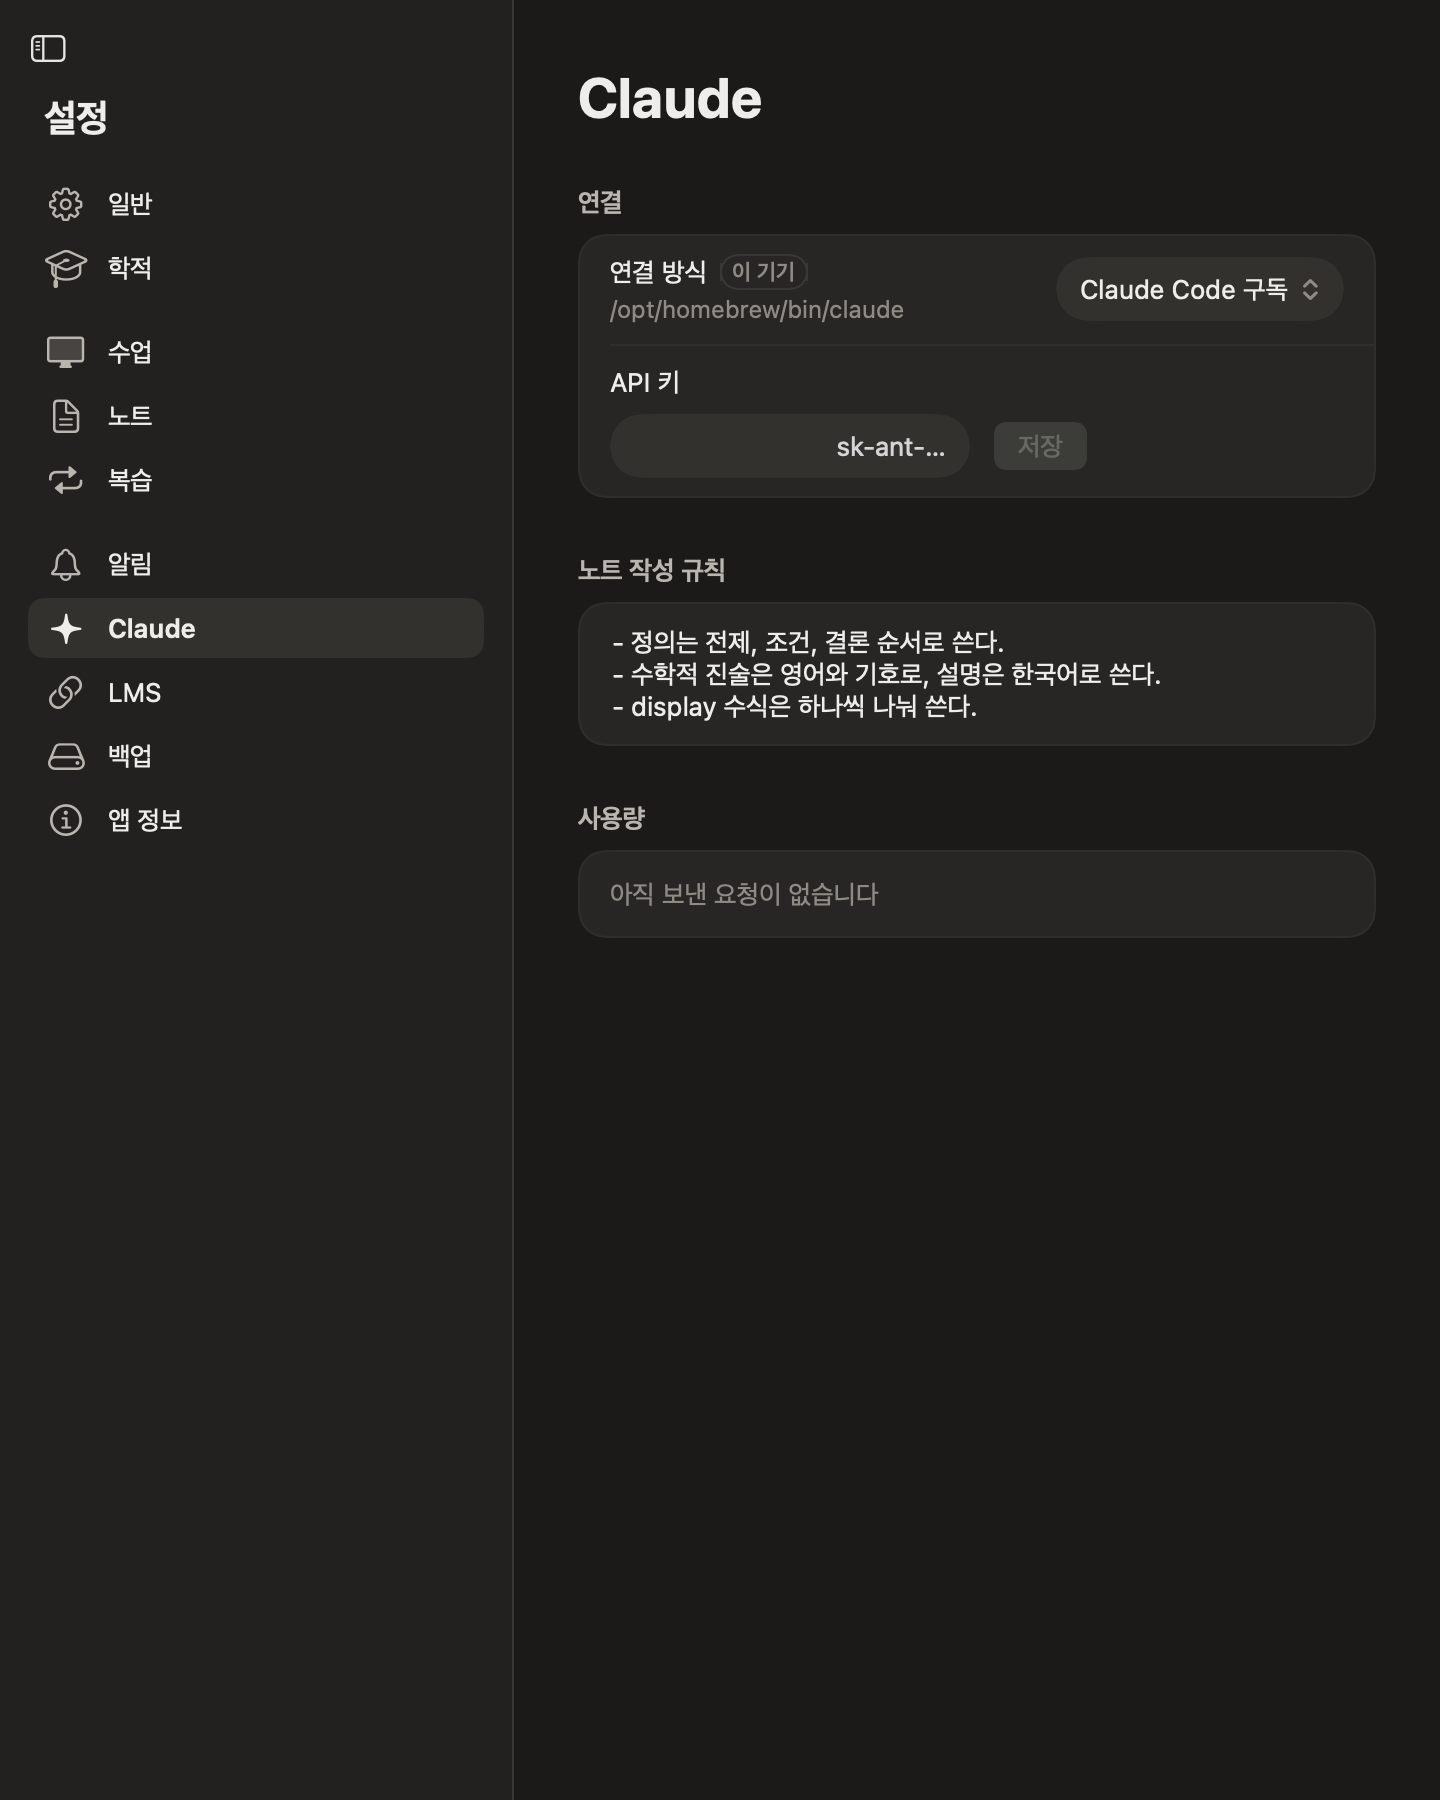 설정
일반
학적
수업
노트
복습
알림
Claude
LMS
백업
앱 정보
Claude
연결
연결 방식 이 기기
/opt/homebrew/bin/claude
Claude Code 구독
API 키
sk-ant-...
저장
노트 작성 규칙
- 정의는 전제, 조건, 결론 순서로 쓴다.
- 수학적 진술은 영어와 기호로, 설명은 한국어로 쓴다.
- display 수식은 하나씩 나눠 쓴다.
사용량
아직 보낸 요청이 없습니다